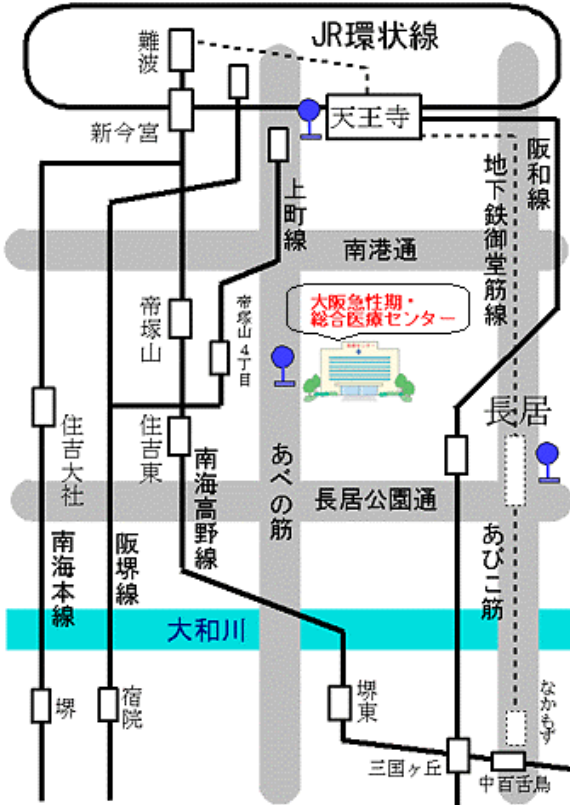 JR環状線
難波
天王寺
新今宮
阪和線
地下鉄御堂筋線
上町線
南港通
大阪急性期・
総合医療センター
帝塚山
帝塚山4丁目
長居
住吉大社
住吉東
南海高野線
あべの筋
長居公園通
南海本線
阪堺線
あびこ筋
大和川
堺
宿院
堺東
なかもず
三国ヶ丘
中百舌鳥